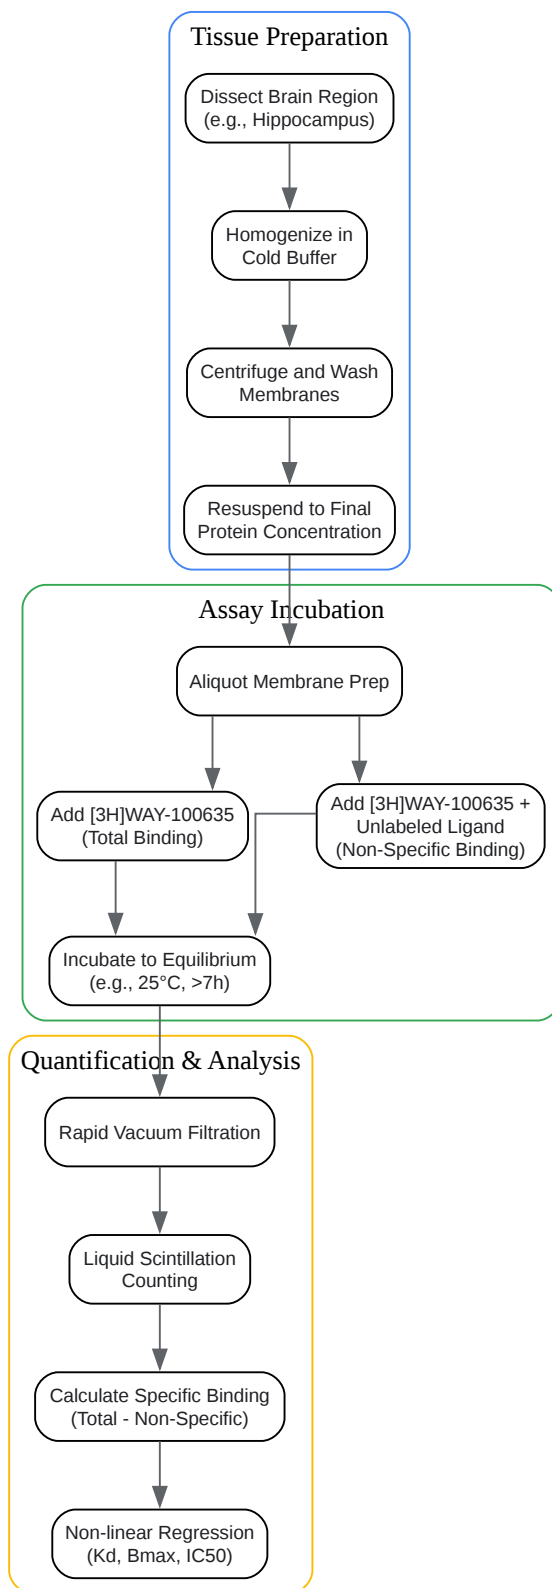 Tissue Preparation
Dissect Brain Region
(e.g., Hippocampus)
Homogenize in
Cold Buffer
Centrifuge and Wash
Membranes
Resuspend to Final
Protein Concentration
Assay Incubation
Aliquot Membrane Prep
Add [3H]WAY-100635
(Total Binding)
Add [3H]WAY-100635 +
Unlabeled Ligand
(Non-Specific Binding)
Incubate to Equilibrium
(e.g., 25°C, >7h)
Quantification & Analysis
Rapid Vacuum Filtration
Liquid Scintillation
Counting
Calculate Specific Binding
(Total - Non-Specific)
Non-linear Regression
(Kd, Bmax, IC50)